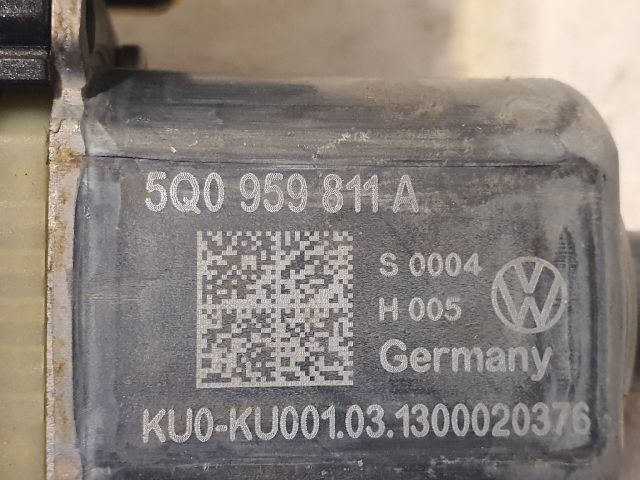 5Q0 959 811 A
S 0004
H 005
Germany
KU0-KU001.03.1300020376